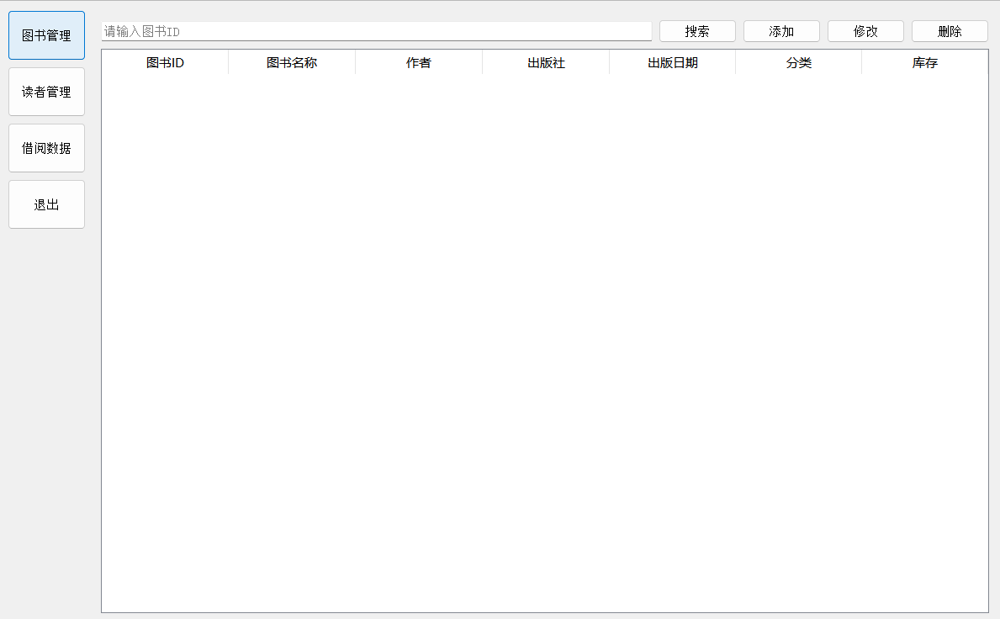 图书管理
读者管理
借阅数据
退出
请输入图书ID
搜索
添加
修改
删除
图书ID
图书名称
作者
出版社
出版日期
分类
库存